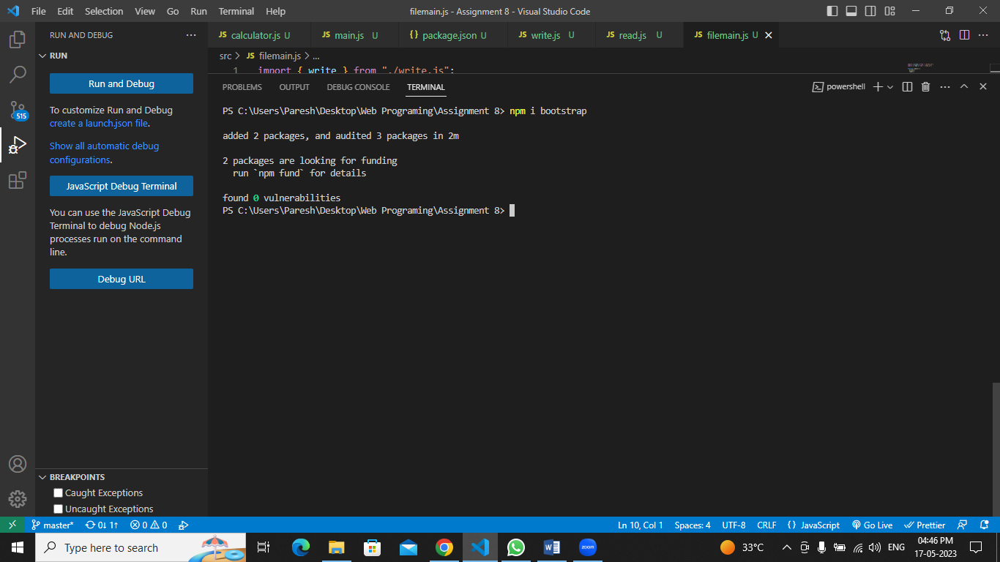 File Edit Selection View Go Run Terminal Help
filemain.js - Assignment 8 - Visual Studio Code
RUN AND DEBUG ...
RUN
Run and Debug
To customize Run and Debug
create a launch.json file.
Show all automatic debug
configurations.
JavaScript Debug Terminal
You can use the JavaScript Debug
Terminal to debug Node.js
processes run on the command
line.
Debug URL
BREAKPOINTS
Caught Exceptions
Uncaught Exceptions
515
JS calculator.js U
JS main.js U
{} package.json U
JS write.js U
JS read.js U
JS filemain.js U
src > JS filemain.js > ...
1 import { write } from "./write.js";
PROBLEMS OUTPUT DEBUG CONSOLE TERMINAL
powershell
PS C:\Users\Paresh\Desktop\Web Programing\Assignment 8> npm i bootstrap
added 2 packages, and audited 3 packages in 2m
2 packages are looking for funding
run `npm fund` for details
found 0 vulnerabilities
PS C:\Users\Paresh\Desktop\Web Programing\Assignment 8>
master* 0↓ 1↑ 0 0
Ln 10, Col 1 Spaces: 4 UTF-8 CRLF {} JavaScript Go Live Prettier
Type here to search
zoom
33°C
ENG
04:46 PM
17-05-2023